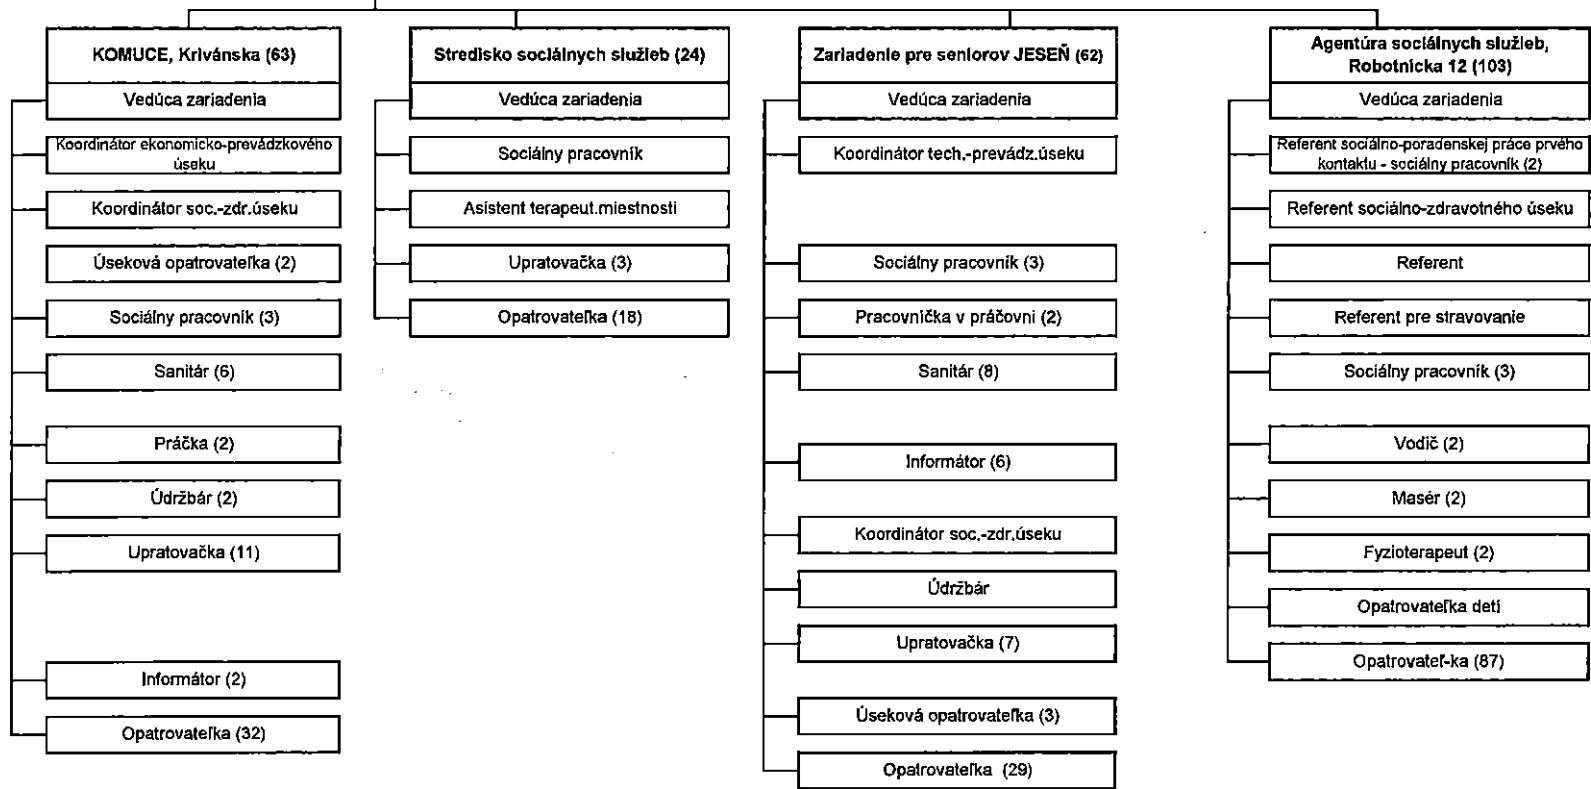 KOMUCE, Krivánska (63)
Vedúca zariadenia
Koordinátor ekonomicko-prevádzkového
úseku
Koordinátor soc.-zdr.úseku
Úseková opatrovateľka (2)
Sociálny pracovník (3)
Sanitár (6)
Práčka (2)
Údržbár (2)
Upratovačka (11)
Informátor (2)
Opatrovateľka (32)
Stredisko sociálnych služieb (24)
Vedúca zariadenia
Sociálny pracovník
Asistent terapeut.miestnosti
Upratovačka (3)
Opatrovateľka (18)
Zariadenie pre seniorov JESEŇ (62)
Vedúca zariadenia
Koordinátor tech.-prevádz.úseku
Sociálny pracovník (3)
Pracovníčka v práčovni (2)
Sanitár (8)
Informátor (6)
Koordinátor soc.-zdr.úseku
Údržbár
Upratovačka (7)
Úseková opatrovateľka (3)
Opatrovateľka (29)
Agentúra sociálnych služieb,
Robotnícka 12 (103)
Vedúca zariadenia
Referent sociálno-poradenskej práce prvého
kontaktu - sociálny pracovník (2)
Referent sociálno-zdravotného úseku
Referent
Referent pre stravovanie
Sociálny pracovník (3)
Vodič (2)
Masér (2)
Fyzioterapeut (2)
Opatrovateľka detí
Opatrovateľ-ka (87)